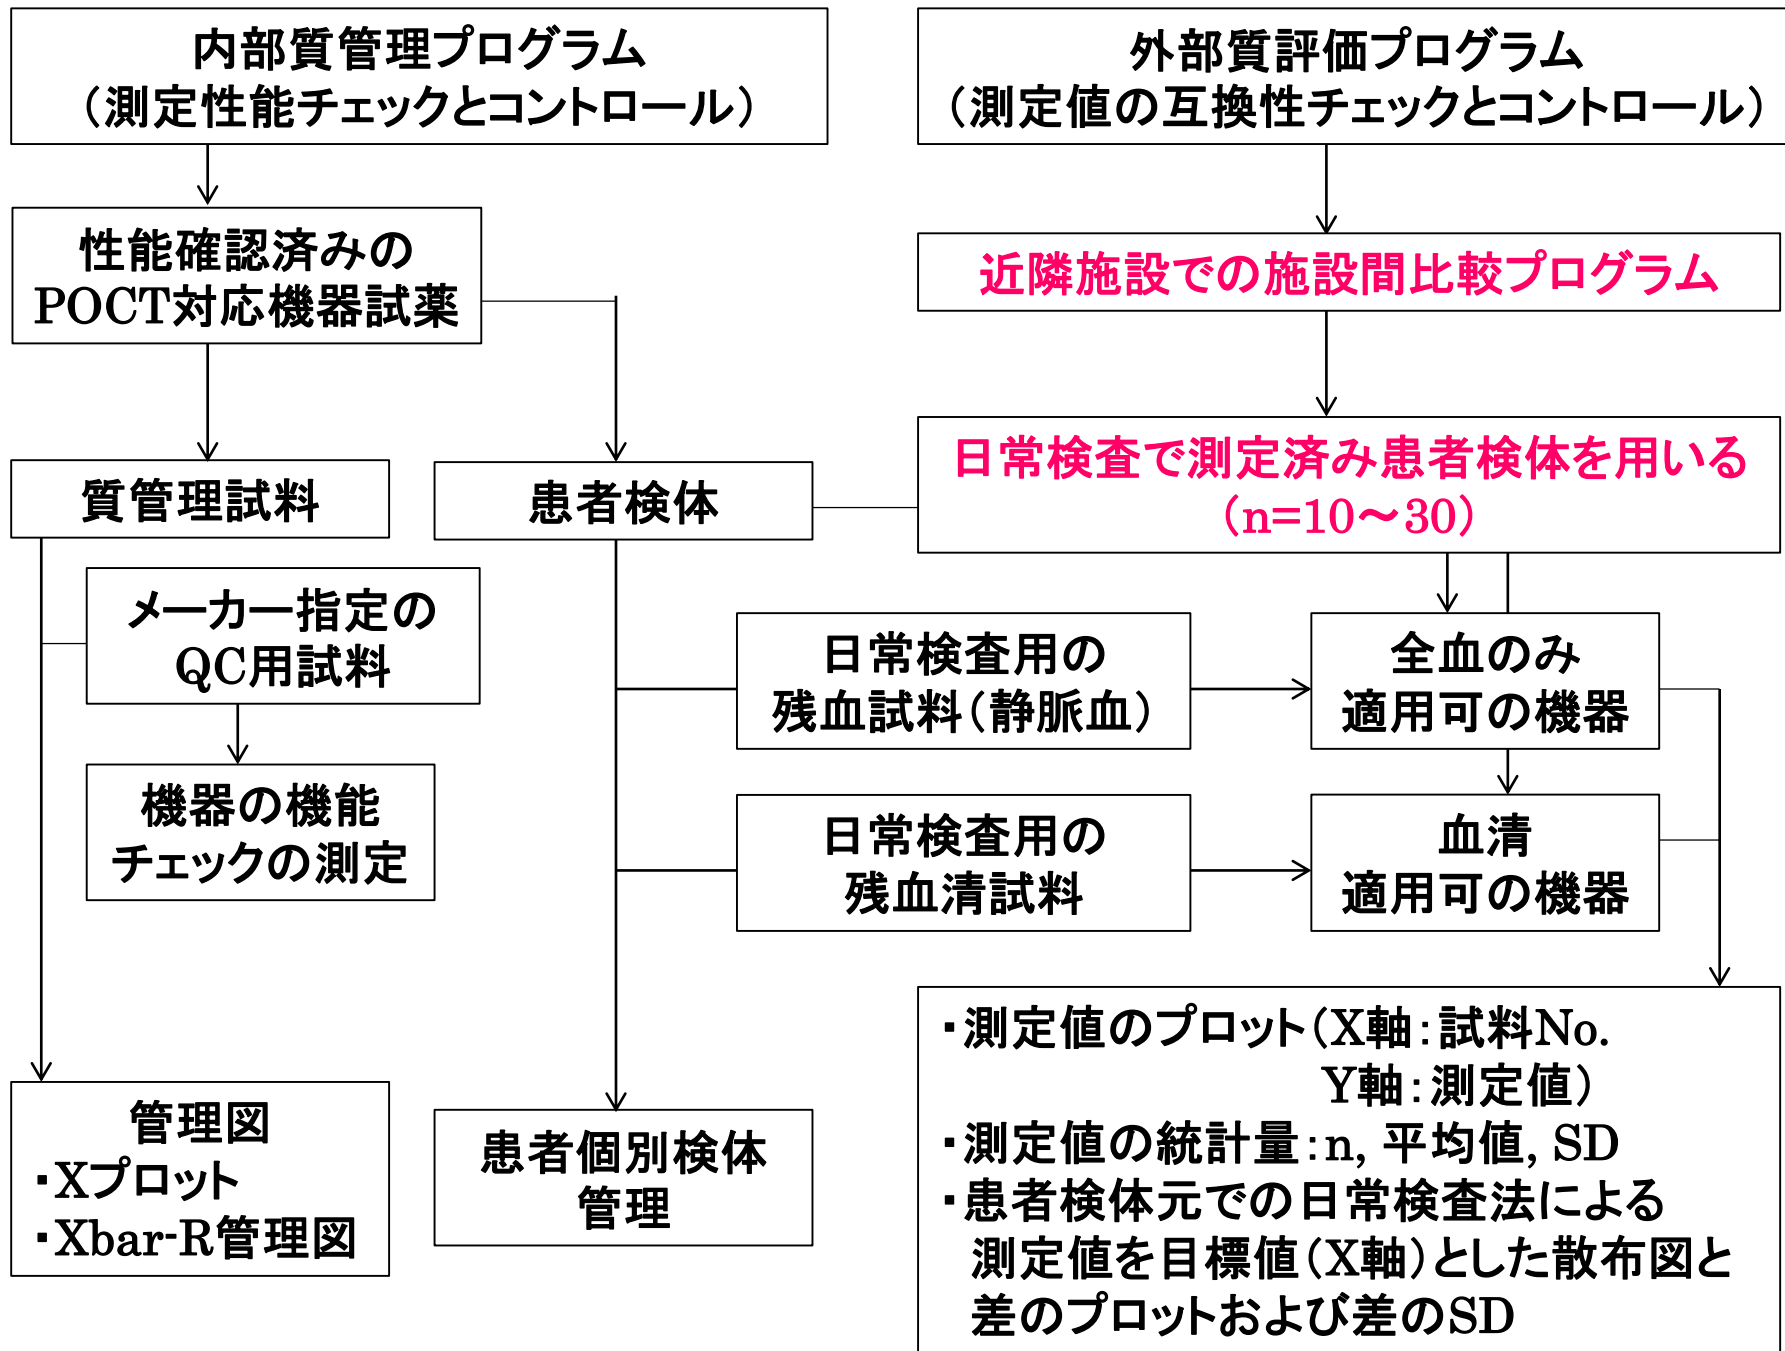 内部質管理プログラム
（測定性能チェックとコントロール）
外部質評価プログラム
（測定値の互換性チェックとコントロール）
性能確認済みの
POCT対応機器試薬
近隣施設での施設間比較プログラム
日常検査で測定済み患者検体を用いる
（n=10～30）
質管理試料
患者検体
メーカー指定の
QC用試料
日常検査用の
残血試料（静脈血）
全血のみ
適用可の機器
機器の機能
チェックの測定
日常検査用の
残血清試料
血清
適用可の機器
管理図
・Xプロット
・Xbar-R管理図
患者個別検体
管理
・測定値のプロット（X軸：試料No.
Y軸：測定値）
・測定値の統計量：n, 平均値, SD
・患者検体元での日常検査法による
測定値を目標値（X軸）とした散布図と
差のプロットおよび差のSD